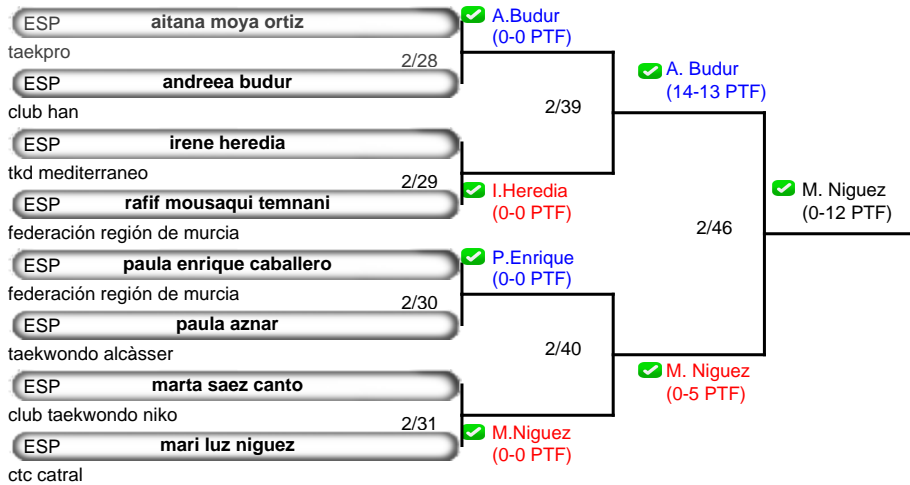 ESP aitana moya ortiz
taekpro
2/28
ESP andreea budur
club han
A.Budur
(0-0 PTF)
ESP irene heredia
tkd mediterraneo
2/29
ESP rafif mousaqui temnani
federación región de murcia
I.Heredia
(0-0 PTF)
2/39
A. Budur
(14-13 PTF)
ESP paula enrique caballero
federación región de murcia
2/30
ESP paula aznar
taekwondo alcàsser
P.Enrique
(0-0 PTF)
ESP marta saez canto
club taekwondo niko
2/31
ESP mari luz niguez
ctc catral
M.Niguez
(0-0 PTF)
2/40
M. Niguez
(0-5 PTF)
2/46
M. Niguez
(0-12 PTF)